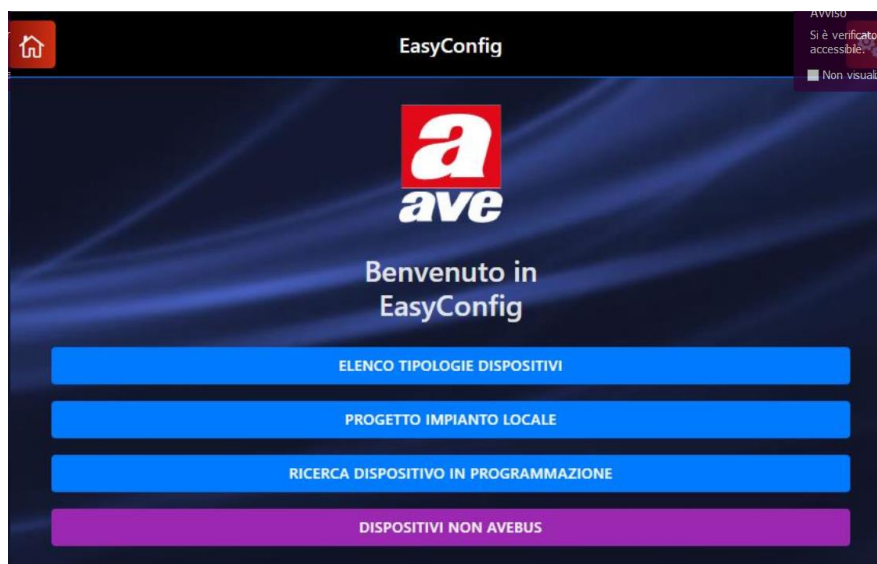 EasyConfig
Avviso
Si è verificato
accessibile.
Non visuali
a
ave
Benvenuto in
EasyConfig
ELENCO TIPOLOGIE DISPOSITIVI
PROGETTO IMPIANTO LOCALE
RICERCA DISPOSITIVO IN PROGRAMMAZIONE
DISPOSITIVI NON AVEBUS